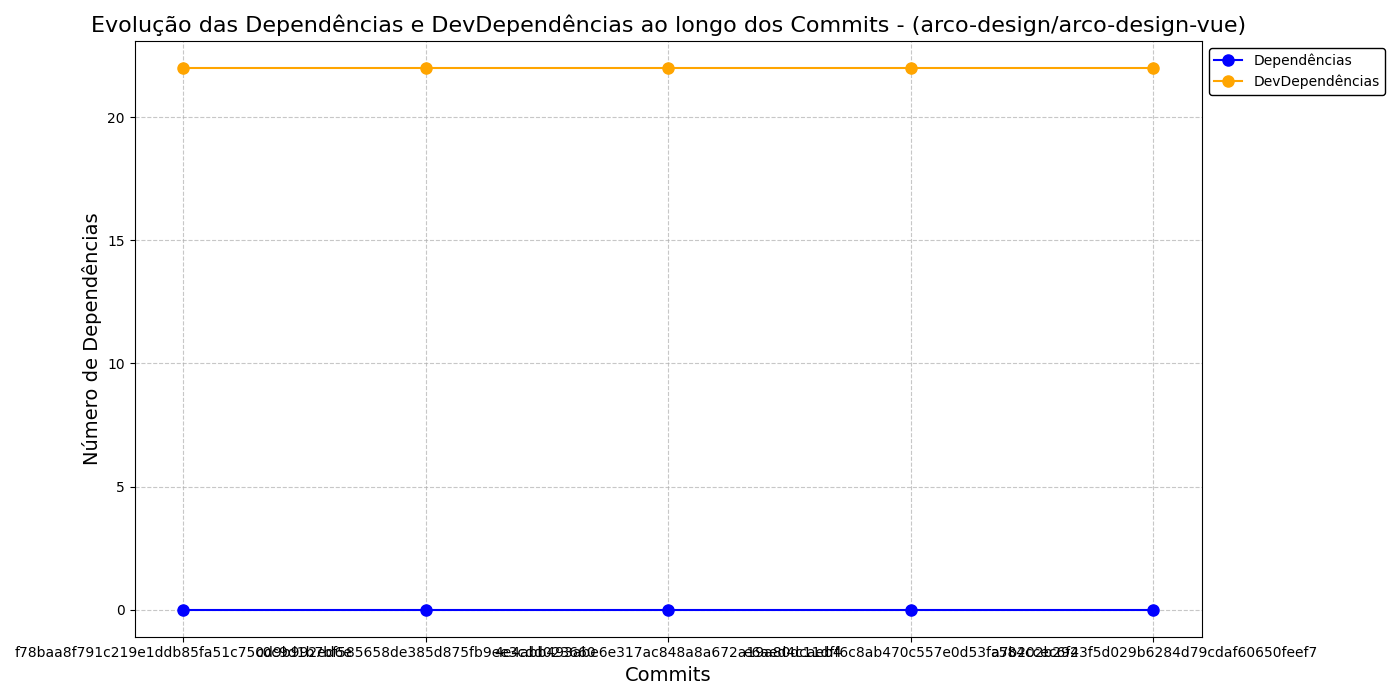 Evolução das Dependências e DevDependências ao longo dos Commits - (arco-design/arco-design-vue)
Dependências
DevDependências
Número de Dependências
20
15
10
5
0
Commits